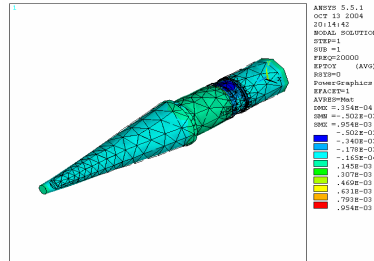 1
ANSYS 5.5.1
OCT 13 2004
20:14:42
NODAL SOLUTION
STEP=1
SUB =1
FREQ=20000
EPTOY (AVG)
RSYS=0
PowerGraphics
EFACET=1
AVRES=Mat
DMX =.354E-04
SMN =-.502E-03
SMX =.954E-03
-.502E-03
-.340E-03
-.178E-03
-.165E-04
.145E-03
.307E-03
.469E-03
.631E-03
.793E-03
.954E-03